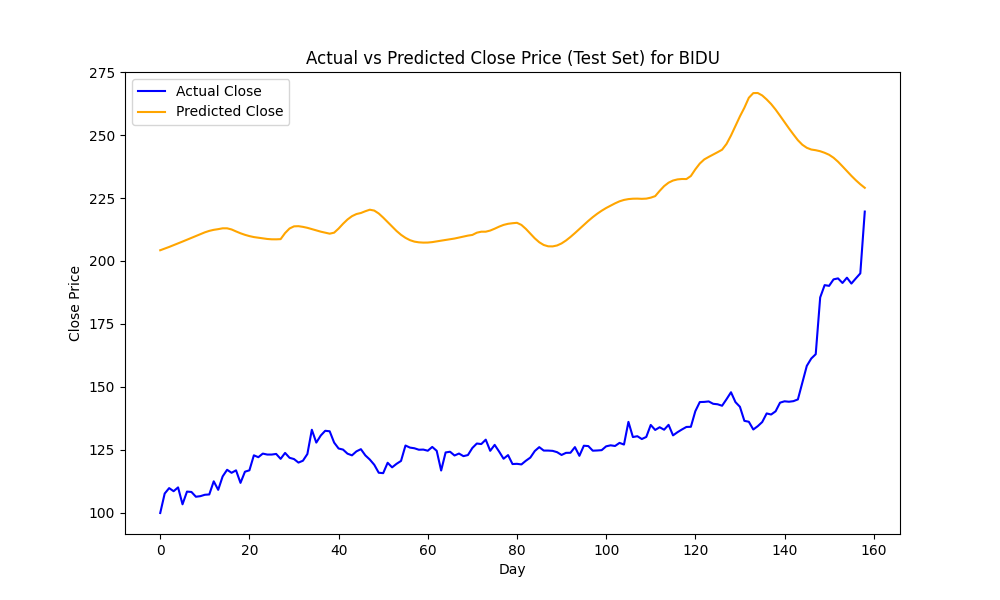 Actual vs Predicted Close Price (Test Set) for BIDU
Actual Close
Predicted Close
Close Price
275
250
225
200
175
150
125
100
0 20 40 60 80 100 120 140 160
Day